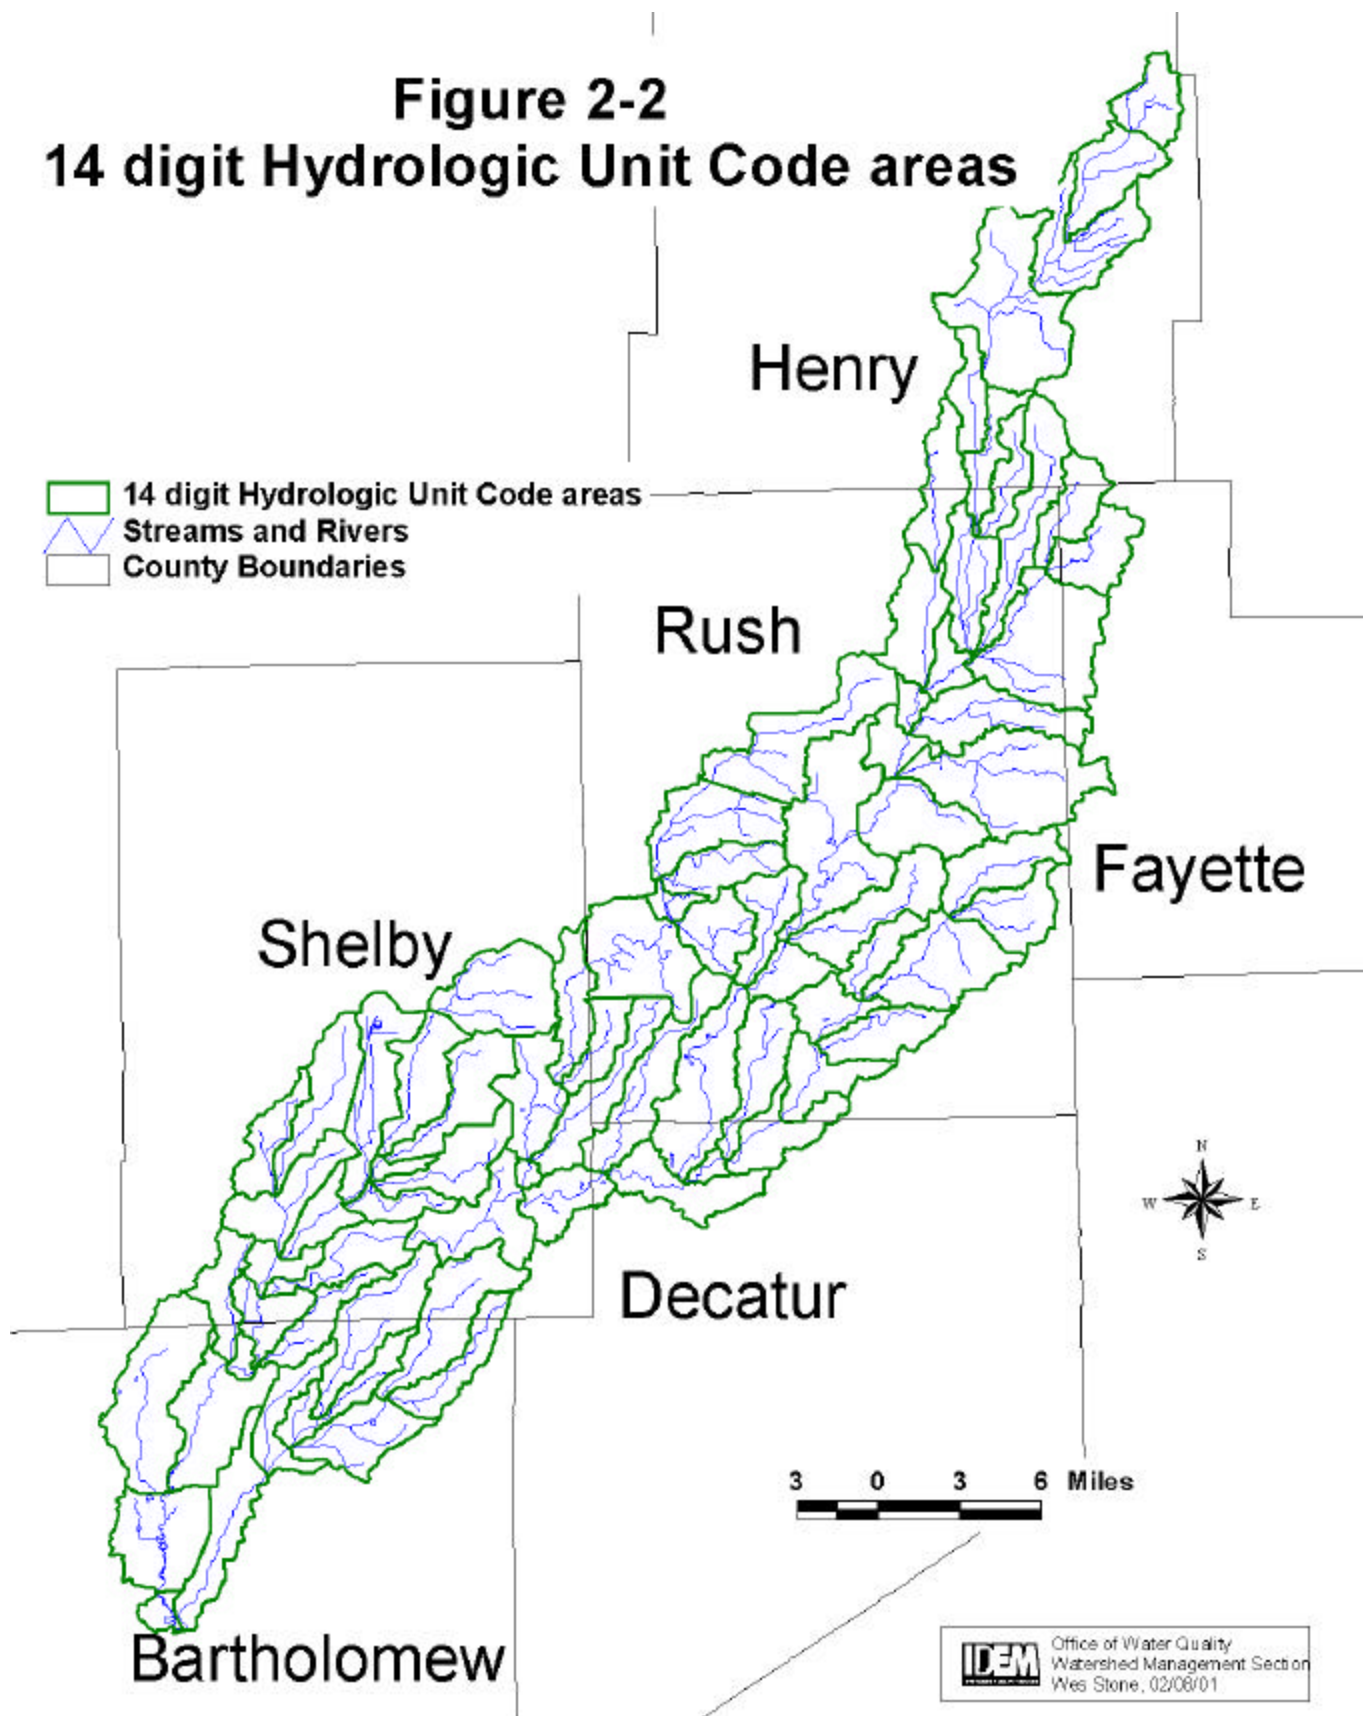 Figure 2-2
14 digit Hydrologic Unit Code areas
Henry
14 digit Hydrologic Unit Code areas
Streams and Rivers
County Boundaries
Rush
Fayette
Shelby
N
W E
S
Decatur
3 0 3 6 Miles
Bartholomew
IDEM
Office of Water Quality
Watershed Management Section
Wes Stone, 02/08/01